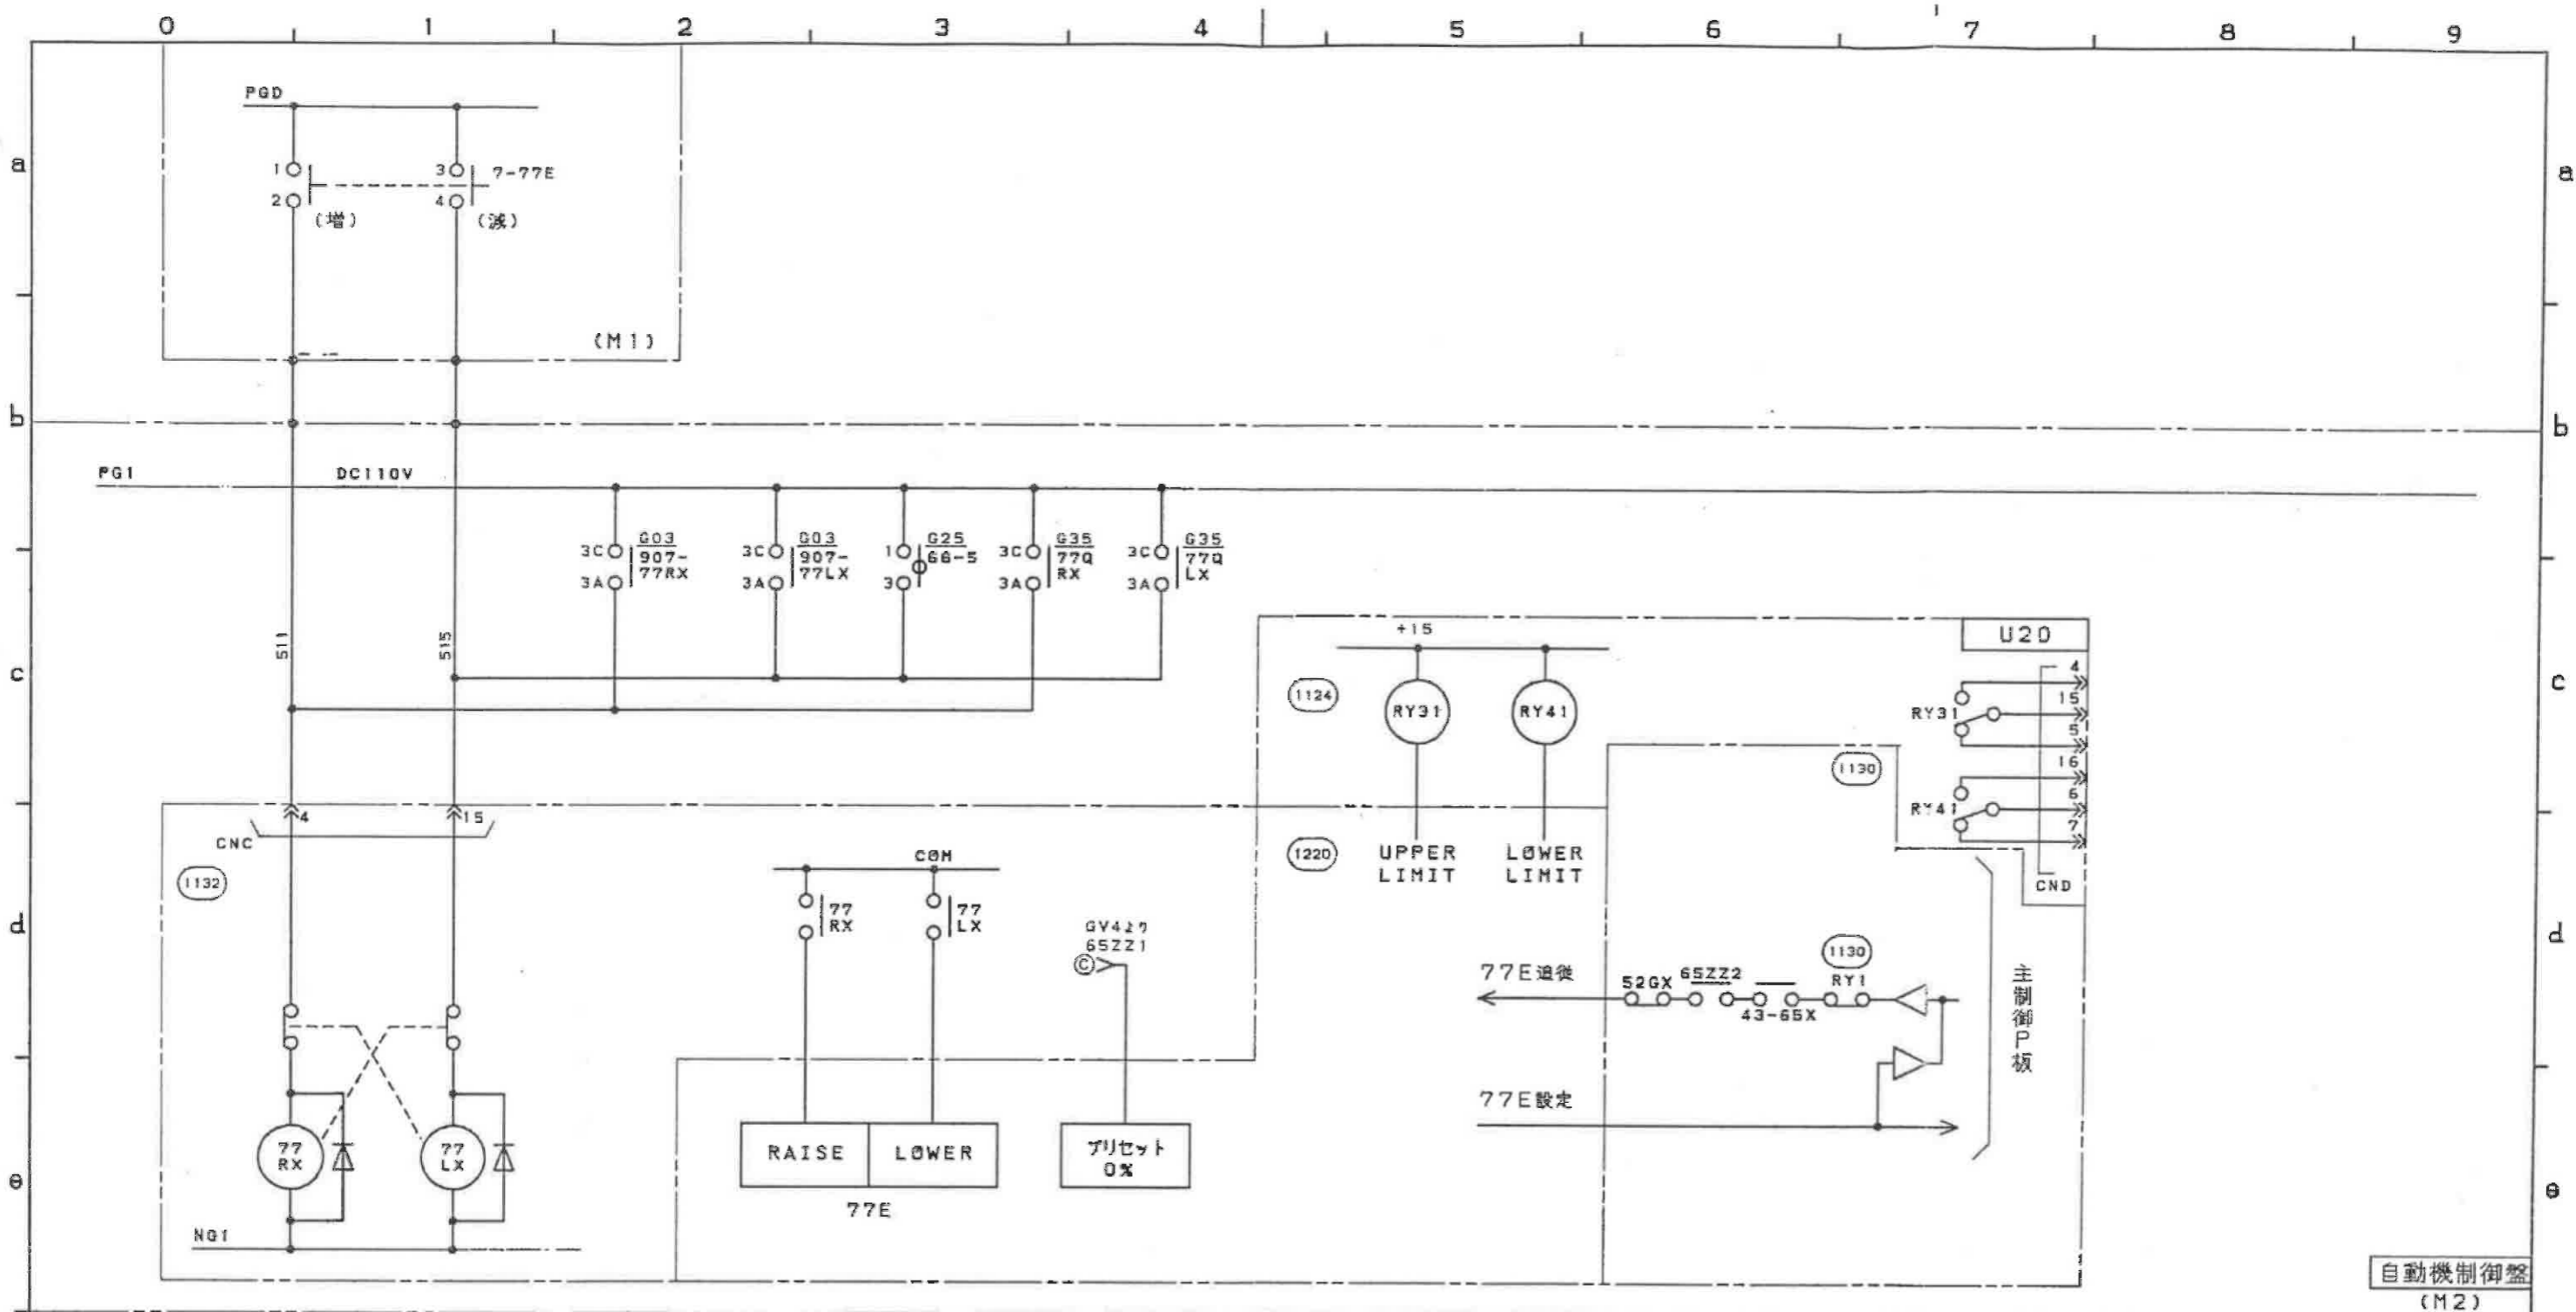 0 1 2 3 4 5 6 7 8 9
PGD
a
a
1
3
7-77E
2
4
(増)
(減)
(M1)
b
b
PG1
DC110V
3C
G03
907-
77RX
3A
3C
G03
907-
77LX
3A
1
G25
66-5
3
3C
G35
77Q
RX
3A
3C
G35
77Q
LX
3A
511
515
c
c
+15
U20
1124
RY31
RY41
RY31
4
15
5
1130
RY41
16
6
7
CND
4
15
CNC
1132
1220
UPPER
LIMIT
LOWER
LIMIT
COM
77
RX
77
LX
d
d
GV4より
65ZZ1
C
77E追従
52GX
65ZZ2
43-65X
1130
RY1
主制御P板
77E設定
77
RX
77
LX
RAISE
LOWER
77E
プリセット
0%
e
e
NG1
自動機制御盤
(M2)